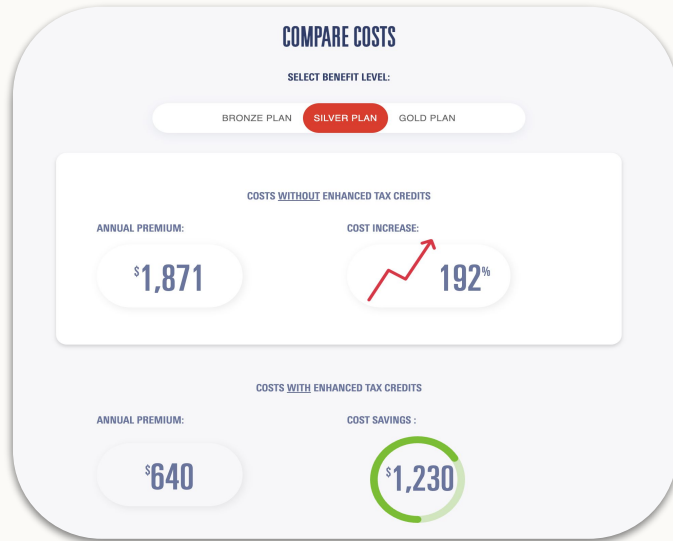 COMPARE COSTS
SELECT BENEFIT LEVEL:
BRONZE PLAN SILVER PLAN GOLD PLAN
COSTS WITHOUT ENHANCED TAX CREDITS
ANNUAL PREMIUM: COST INCREASE:
$1,871 192%
COSTS WITH ENHANCED TAX CREDITS
ANNUAL PREMIUM: COST SAVINGS :
$640 $1,230